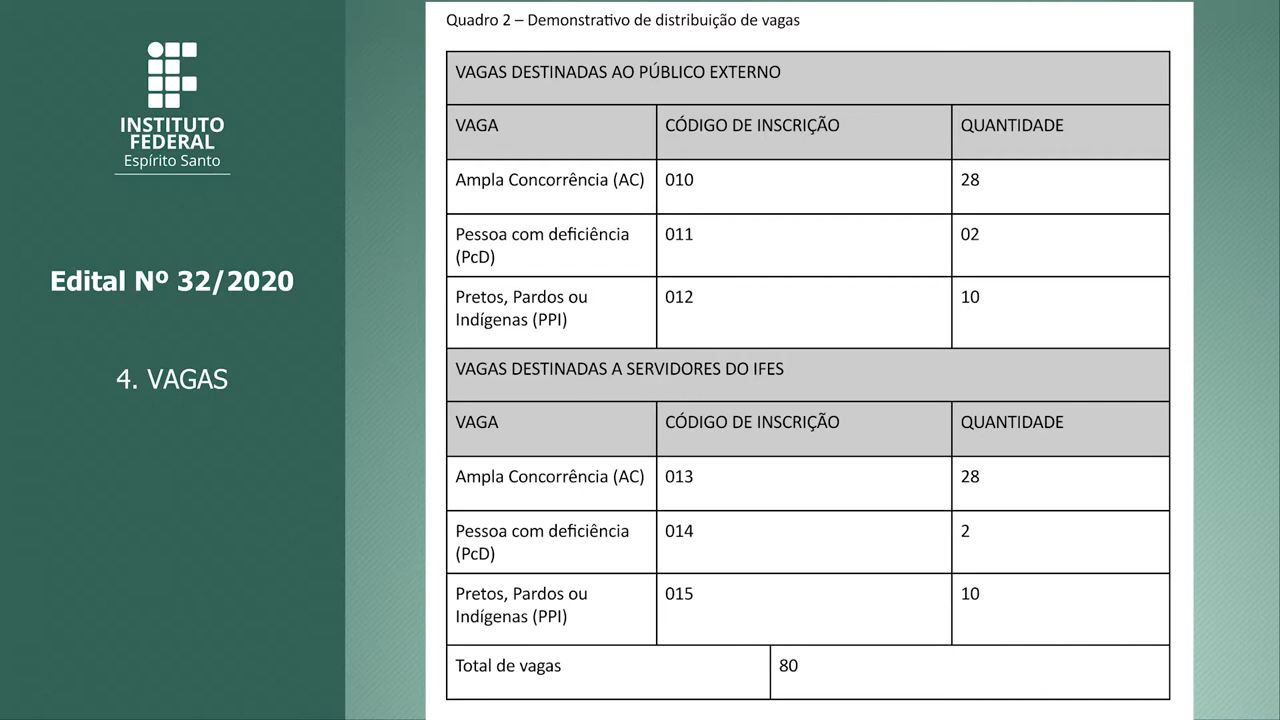 INSTITUTO
FEDERAL
Espírito Santo
Edital Nº 32/2020
4. VAGAS
Quadro 2 – Demonstrativo de distribuição de vagas
VAGAS DESTINADAS AO PÚBLICO EXTERNO
VAGA CÓDIGO DE INSCRIÇÃO QUANTIDADE
Ampla Concorrência (AC) 010 28
Pessoa com deficiência 011 02
(PcD)
Pretos, Pardos ou 012 10
Indígenas (PPI)
VAGAS DESTINADAS A SERVIDORES DO IFES
VAGA CÓDIGO DE INSCRIÇÃO QUANTIDADE
Ampla Concorrência (AC) 013 28
Pessoa com deficiência 014 2
(PcD)
Pretos, Pardos ou 015 10
Indígenas (PPI)
Total de vagas 80